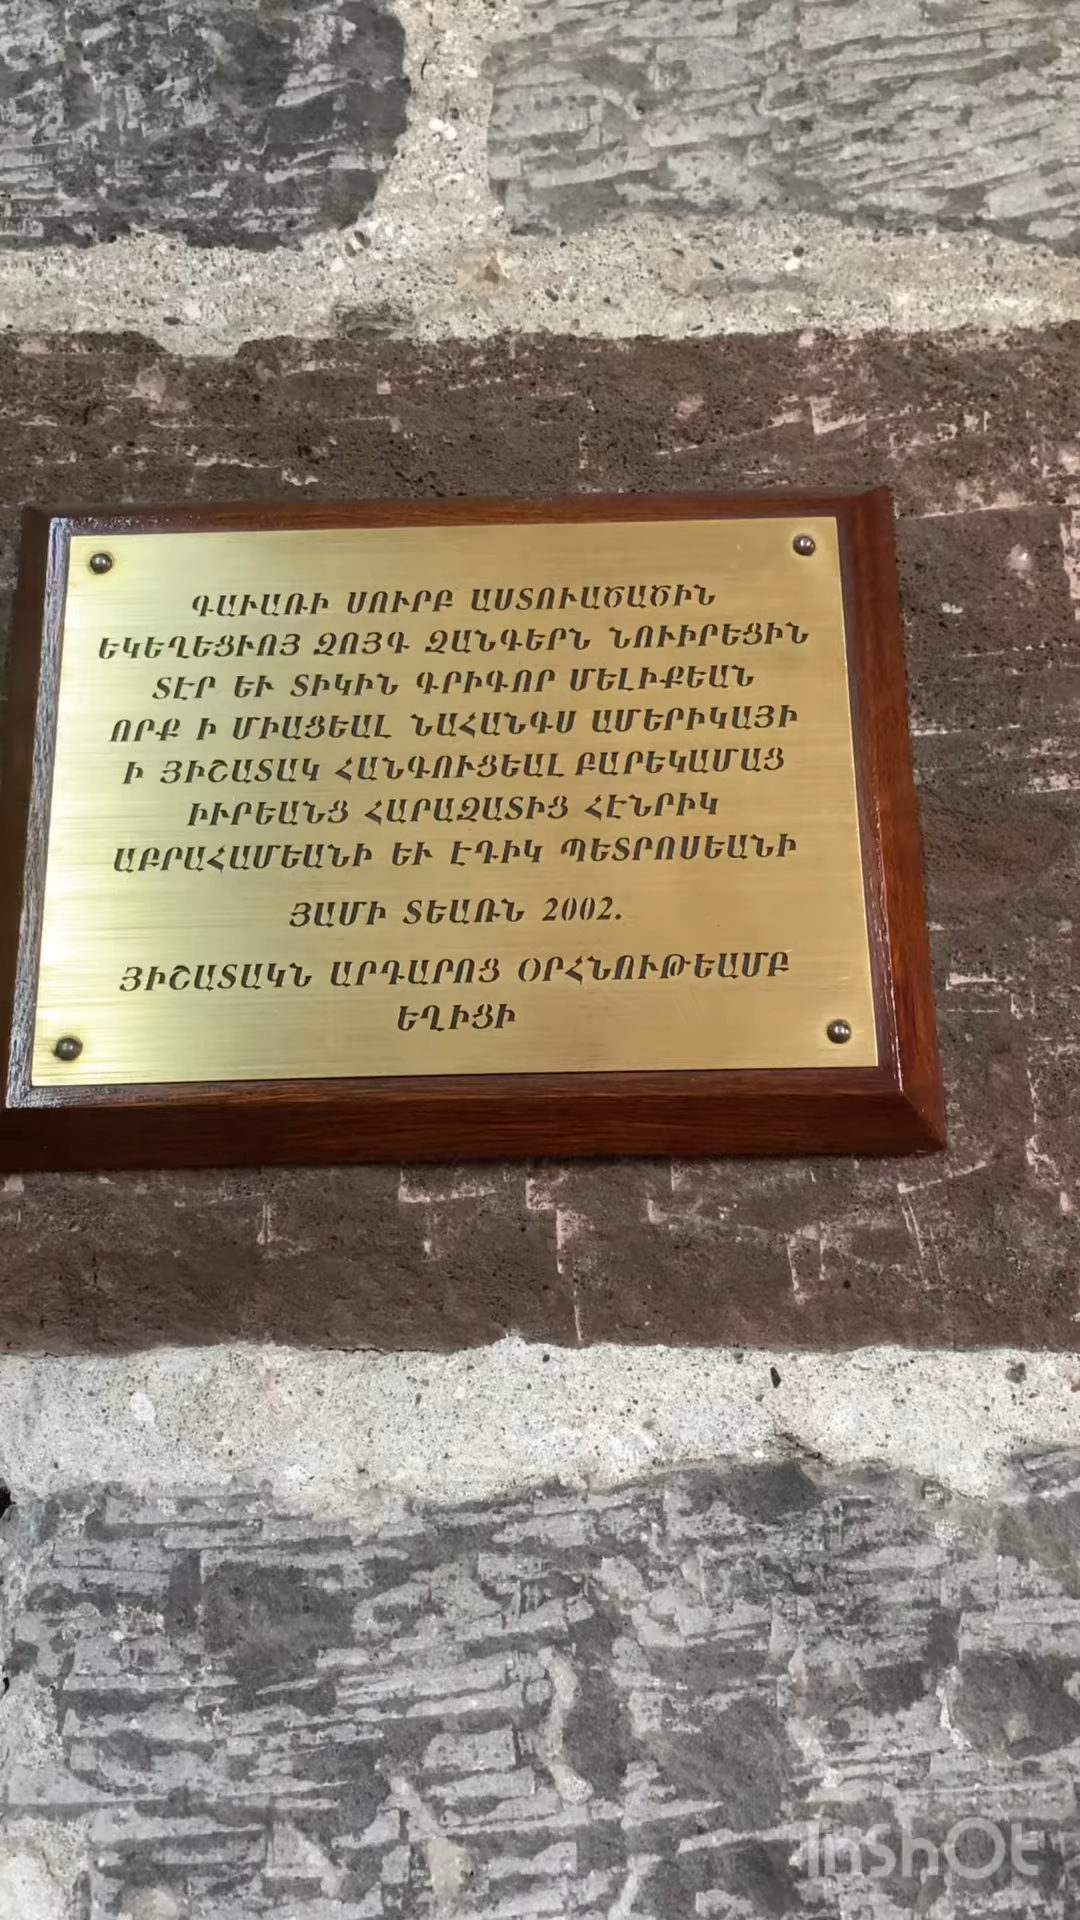 ԳԱՒԱՌԻ ՍՈՒՐԲ ԱՍՏՈՒԱԾԱԾԻՆ
ԵԿԵՂԵՑՒՈՅ ԶՈՅԳ ԶԱՆԳԵՐՆ ՆՈՒԻՐԵՑԻՆ
ՏԷՐ ԵՒ ՏԻԿԻՆ ԳՐԻԳՈՐ ՄԵԼԻՔԵԱՆ
ՈՐՔ Ի ՄԻԱՑԵԱԼ ՆԱՀԱՆԳՍ ԱՄԵՐԻԿԱՅԻ
Ի ՅԻՇԱՏԱԿ ՀԱՆԳՈՒՑԵԱԼ ԲԱՐԵԿԱՄԱՑ
ԻՒՐԵԱՆՑ ՀԱՐԱԶԱՏԻՑ ՀԷՆՐԻԿ
ԱԲՐԱՀԱՄԵԱՆԻ ԵՒ ԷԴԻԿ ՊԵՏՐՈՍԵԱՆԻ
ՅԱՄԻ ՏԵԱՌՆ 2002.
ՅԻՇԱՏԱԿՆ ԱՐԴԱՐՈՑ ՕՐՀՆՈՒԹԵԱՄԲ
ԵՂԻՑԻ
InShOt